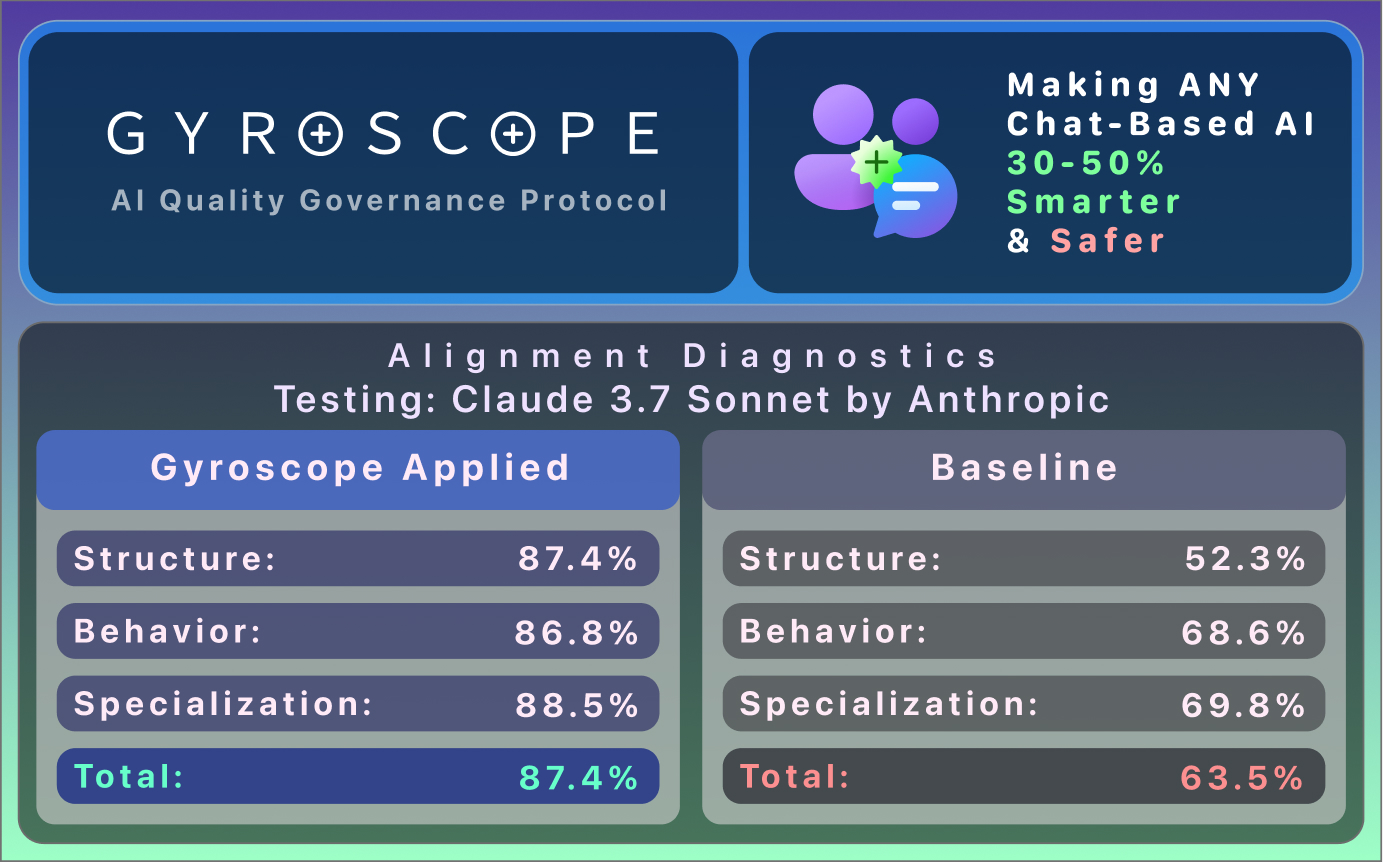 GYROSCOPE
AI Quality Governance Protocol
Making ANY
Chat-Based AI
30-50%
Smarter
& Safer
Alignment Diagnostics
Testing: Claude 3.7 Sonnet by Anthropic
Gyroscope Applied
Structure: 87.4%
Behavior: 86.8%
Specialization: 88.5%
Total: 87.4%
Baseline
Structure: 52.3%
Behavior: 68.6%
Specialization: 69.8%
Total: 63.5%